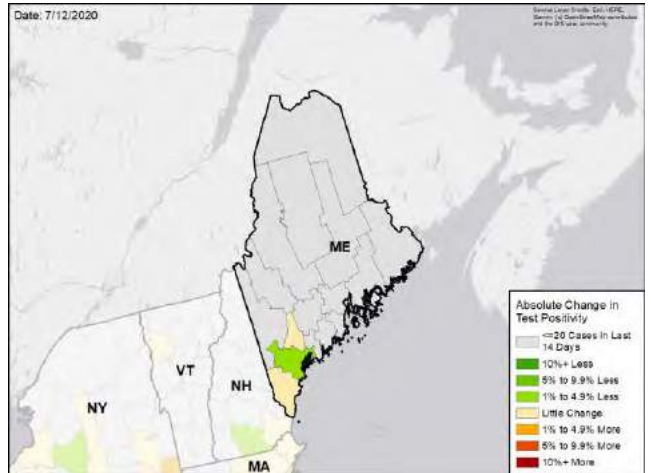 Date: 7/12/2020
ME
VT
NH
NY
MA
Absolute Change in
Test Positivity
<=20 Cases in Last
14 Days
10%+ Less
5% to 9.9% Less
1% to 4.9% Less
Little Change
1% to 4.9% More
5% to 9.9% More
10%+ More